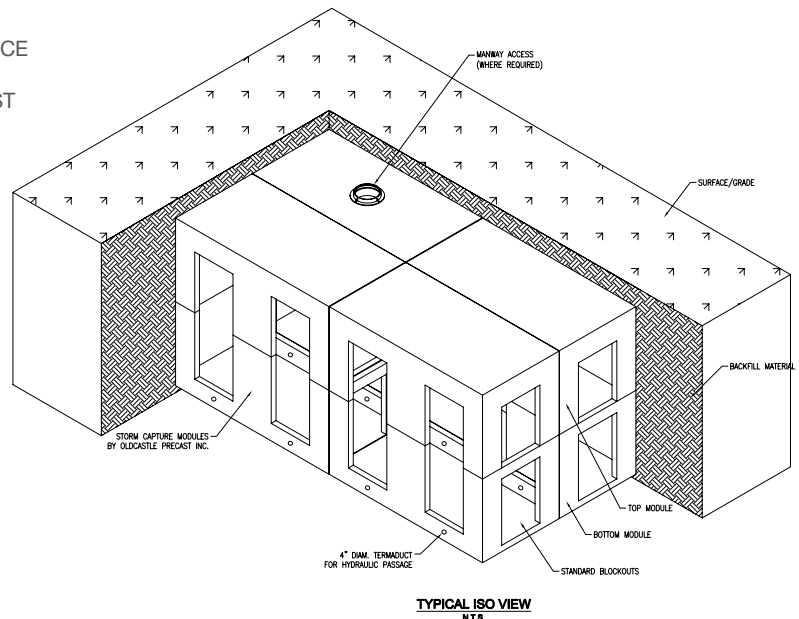 CE
ST
MANWAY ACCESS
(WHERE REQUIRED)
SURFACE/GRADE
BACKFILL MATERIAL
STORM CAPTURE MODULES
BY OLDCASTLE PRECAST INC.
TOP MODULE
BOTTOM MODULE
4" DIAM. TERMADUCT
FOR HYDRAULIC PASSAGE
STANDARD BLOCKOUTS
TYPICAL ISO VIEW
NTS